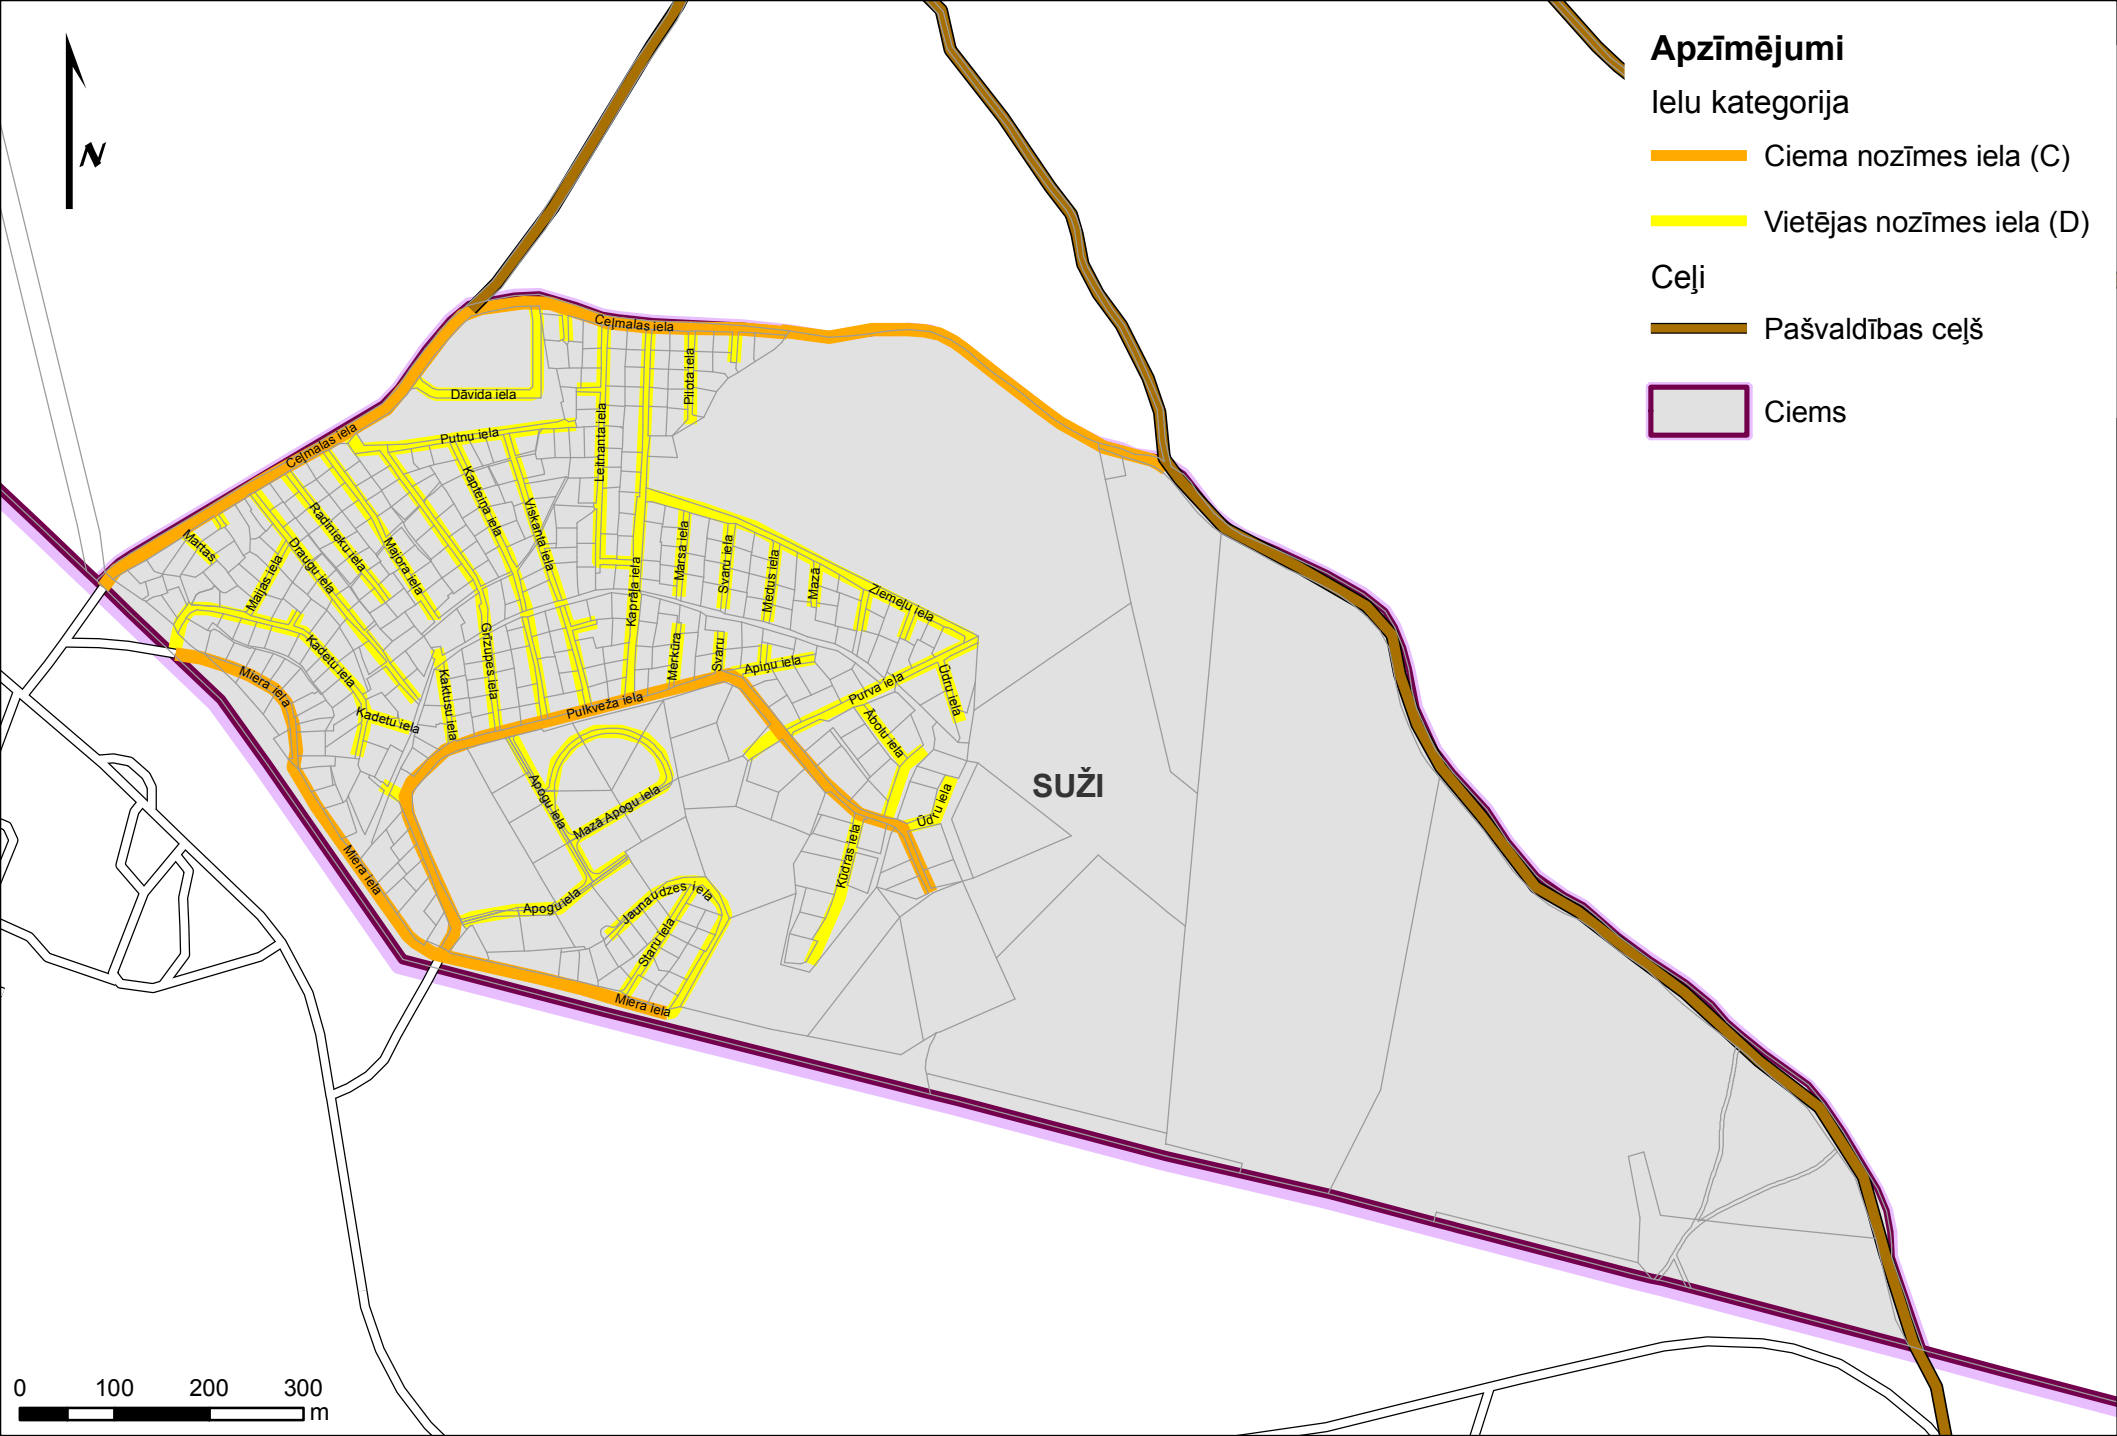 N
Apzīmējumi
Ielu kategorija
Ciema nozīmes iela (C)
Vietējas nozīmes iela (D)
Ceļi
Pašvaldības ceļš
Ciems
Ceļmalas iela
Pilota iela
Dāvida iela
Putnu iela
Leitnanta iela
Ceļmalas iela
Kapteiņa iela
Viskanta iela
Radinieku iela
Majora iela
Martas
Draugu iela
Maijas iela
Marsa iela
Svaru iela
Medus iela
Mazā
Ziemeļu iela
Kaprāļa iela
Grīzupes iela
Kadetu iela
Merkūra
Svaru
Apiņu iela
Miera iela
Kaktusu iela
Kadetu iela
Pulkveža iela
Purva iela
Ūdru iela
Ābolu iela
SUŽI
Apogu iela
Mazā Apogu iela
Ūdru iela
Kūdras iela
Miera iela
Apogu iela
Jaunaudzes iela
Staru iela
Miera iela
0 100 200 300
m